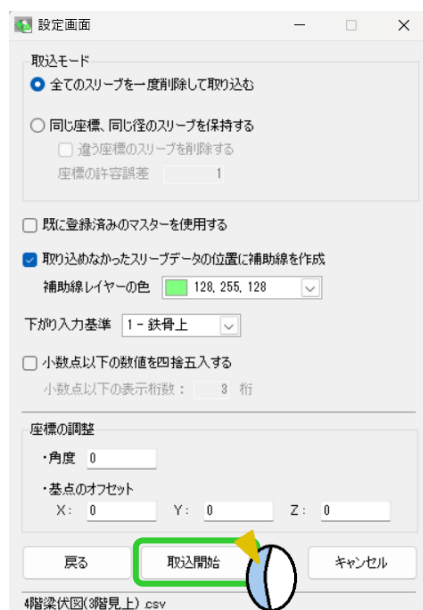 設定画面
取込モード
全てのスリーブを一度削除して取り込む
同じ座標、同じ径のスリーブを保持する
違う座標のスリーブを削除する
座標の許容誤差 1
既に登録済みのマスターを使用する
取り込めなかったスリーブデータの位置に補助線を作成
補助線レイヤーの色 128, 255, 128
下がり入力基準 1 - 鉄骨上
小数点以下の数値を四捨五入する
小数点以下の表示桁数： 3 桁
座標の調整
・角度 0
・基点のオフセット
X： 0 Y： 0 Z： 0
戻る 取込開始 キャンセル
4階梁伏図(3階見上).csv